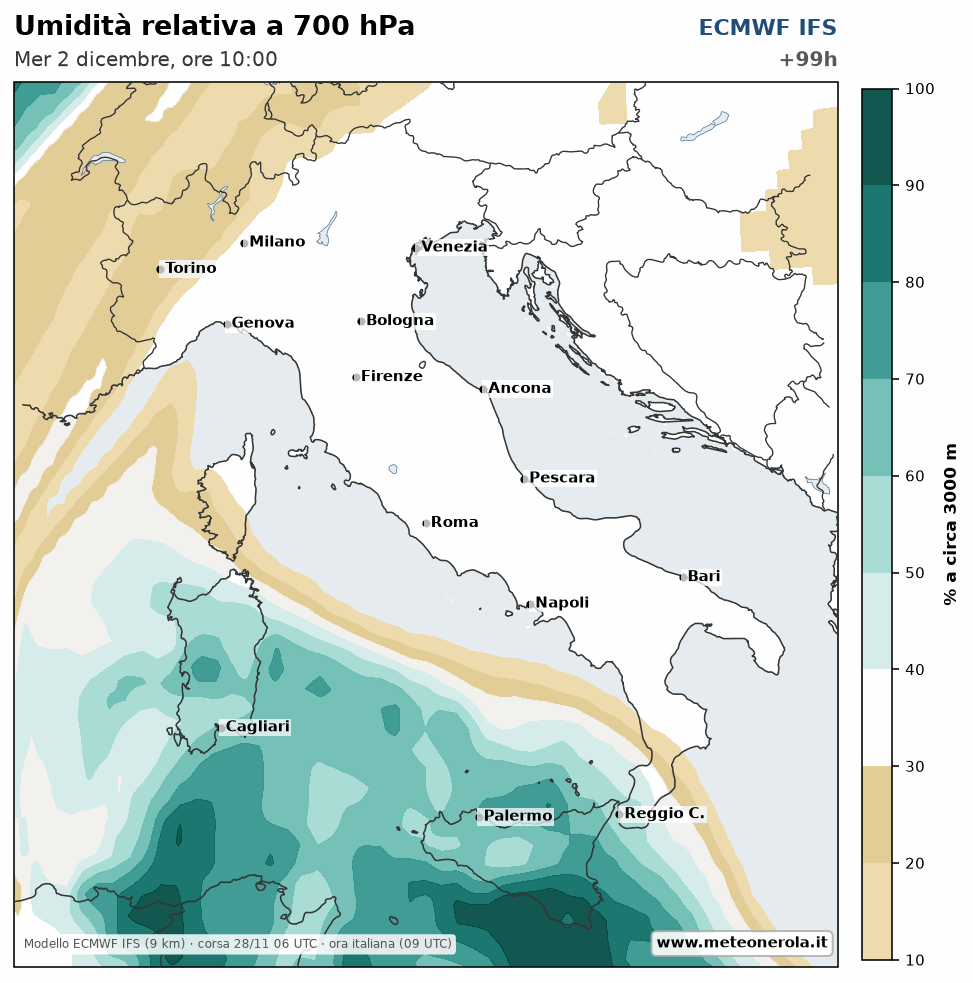 Umidità relativa a 700 hPa
ECMWF IFS
Mer 2 dicembre, ore 10:00
+99h
100
90
80
70
60
50
40
30
20
10
% a circa 3000 m
Milano
Venezia
Torino
Genova
Bologna
Firenze
Ancona
Pescara
Roma
Bari
Napoli
Cagliari
Palermo
Reggio C.
Modello ECMWF IFS (9 km) · corsa 28/11 06 UTC · ora italiana (09 UTC)
www.meteonerola.it